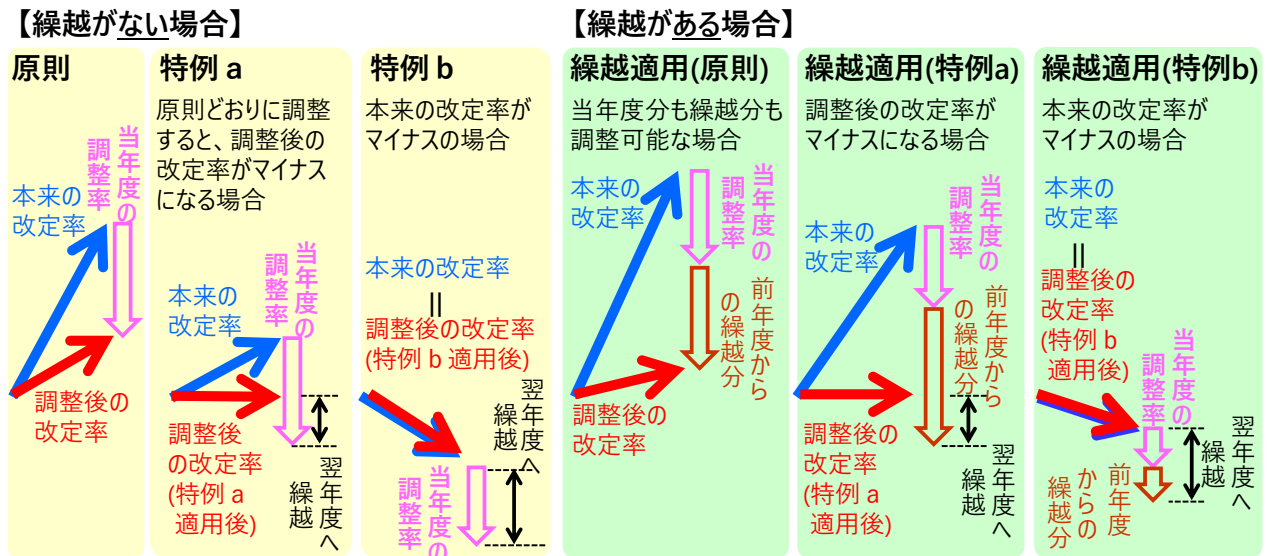 【繰越がない場合】
原則
本来の
改定率
当年度の
調整率
調整後の
改定率
特例 a
原則どおりに調整
すると、調整後の
改定率がマイナス
になる場合
本来の
改定率
当年度の
調整率
調整後
の改定率
(特例 a
適用後)
翌年度へ
繰越
特例 b
本来の改定率が
マイナスの場合
本来の改定率
=
調整後の改定率
(特例 b 適用後)
当年度の
調整率
翌年度へ
繰越
【繰越がある場合】
繰越適用(原則)
当年度分も繰越分も
調整可能な場合
本来の
改定率
当年度の
調整率
前年度から
の繰越分
調整後の
改定率
繰越適用(特例a)
調整後の改定率が
マイナスになる場合
本来の
改定率
当年度の
調整率
前年度から
の繰越分
調整後の
改定率
(特例 a
適用後)
翌年度へ
繰越
繰越適用(特例b)
本来の改定率が
マイナスの場合
本来の
改定率
=
調整後の
改定率
(特例 b
適用後)
当年度の
調整率
前年度
からの
繰越分
翌年度へ
繰越